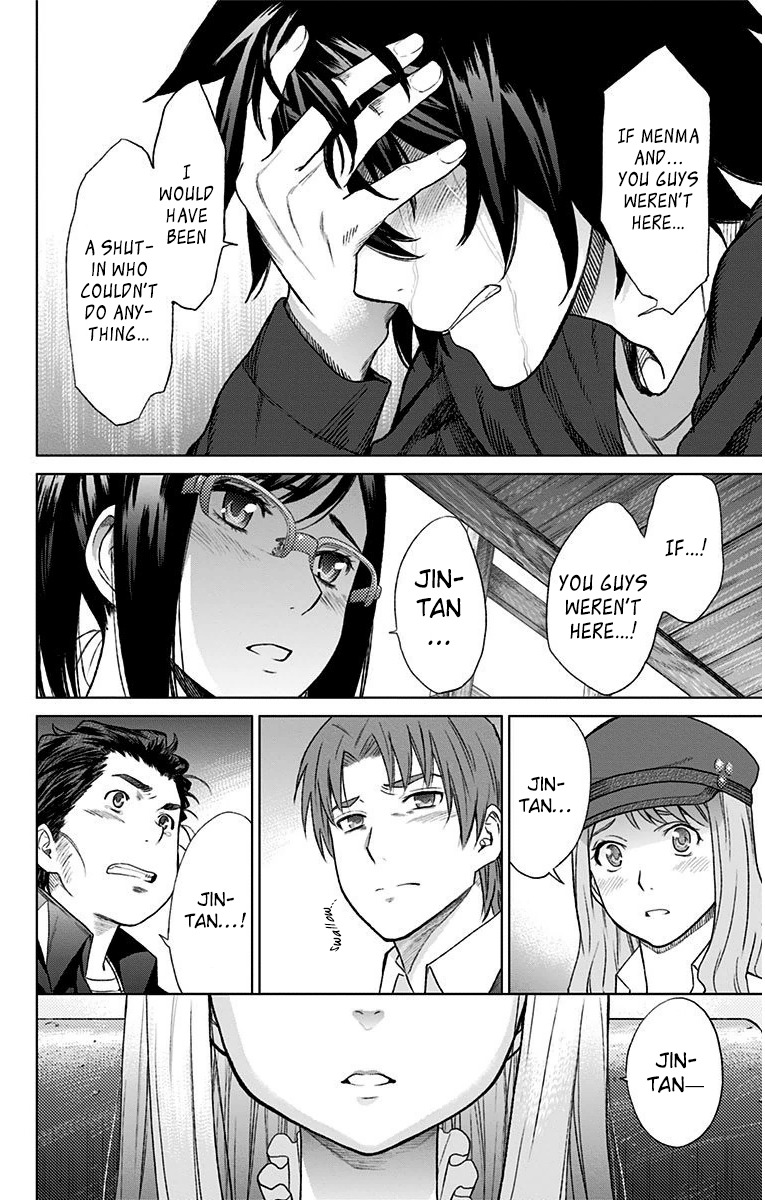 IF MENMA
AND...
YOU GUYS
WEREN'T
HERE...
I
WOULD
HAVE
BEEN
A SHUT-
IN WHO
COULDN'T
DO ANY-
THING...
IF...!
YOU GUYS
WEREN'T
HERE...!
JIN-
TAN
...
JIN-
TAN...
swallow..
JIN-
TAN...!
JIN-
TAN—